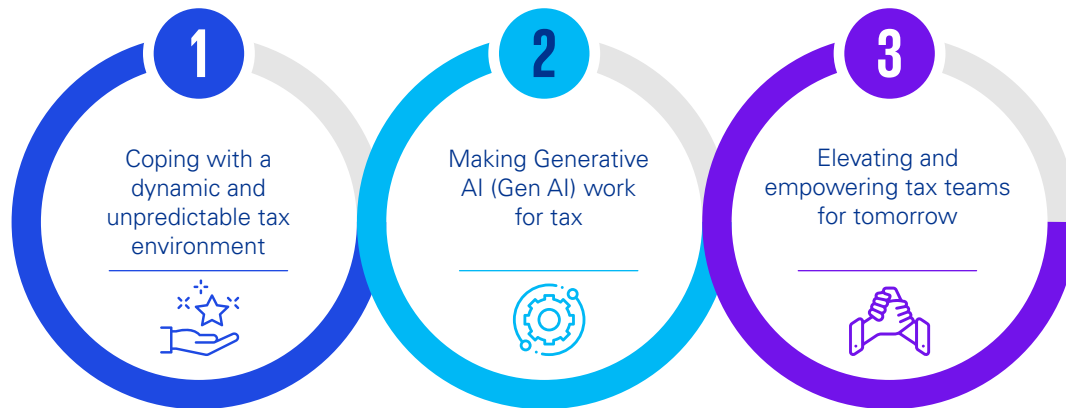 1
Coping with a
dynamic and
unpredictable tax
environment
2
Making Generative
AI (Gen AI) work
for tax
3
Elevating and
empowering tax teams
for tomorrow